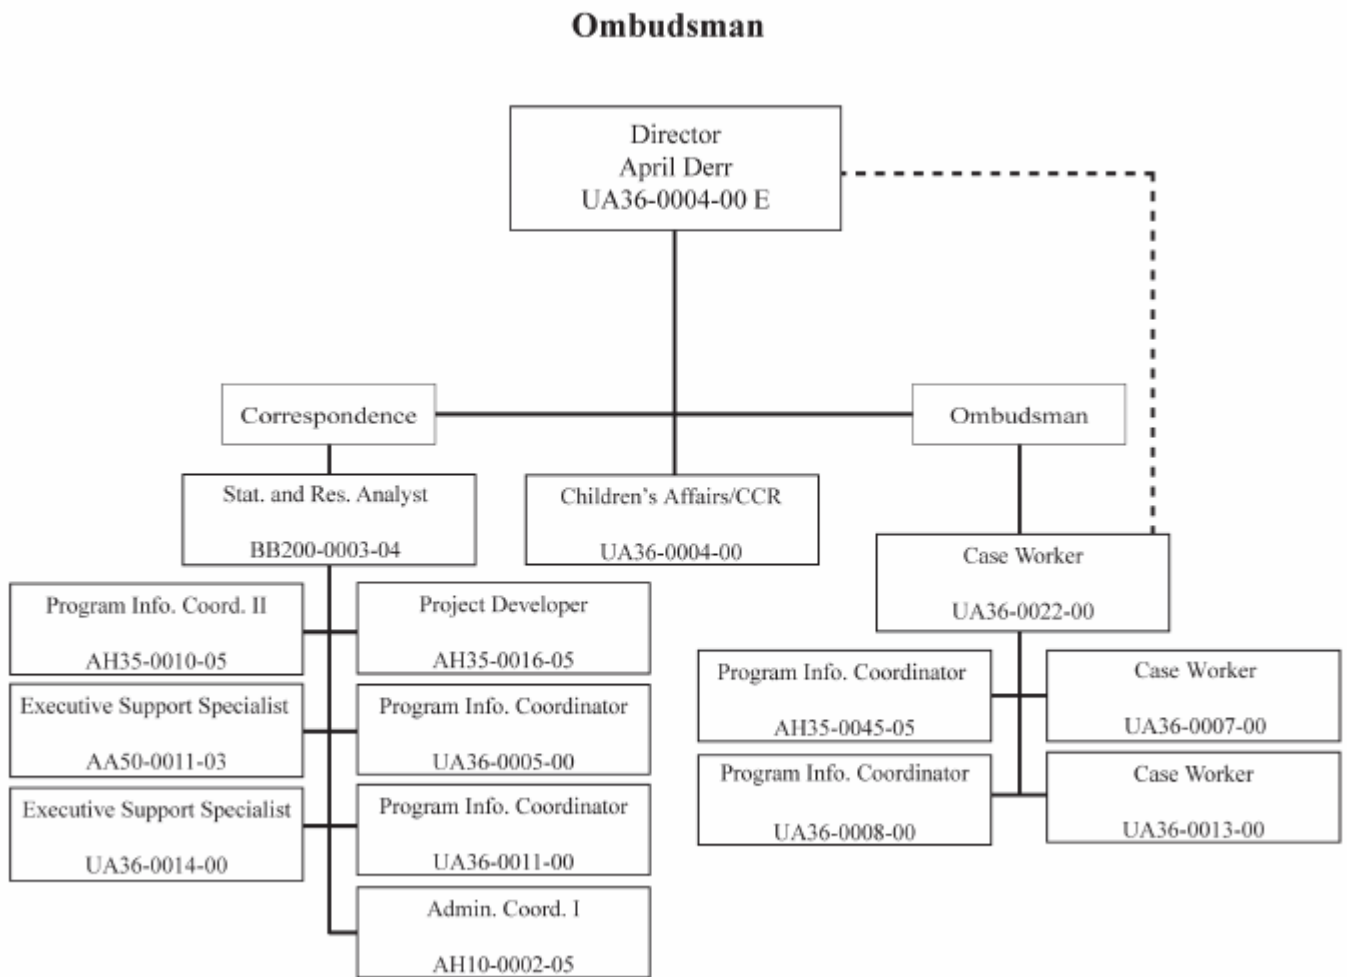 Ombudsman
Director
April Derr
UA36-0004-00 E
Correspondence
Ombudsman
Stat. and Res. Analyst
BB200-0003-04
Children's Affairs/CCR
UA36-0004-00
Case Worker
UA36-0022-00
Program Info. Coord. II
AH35-0010-05
Project Developer
AH35-0016-05
Executive Support Specialist
AA50-0011-03
Program Info. Coordinator
UA36-0005-00
Executive Support Specialist
UA36-0014-00
Program Info. Coordinator
UA36-0011-00
Admin. Coord. I
AH10-0002-05
Program Info. Coordinator
AH35-0045-05
Case Worker
UA36-0007-00
Program Info. Coordinator
UA36-0008-00
Case Worker
UA36-0013-00